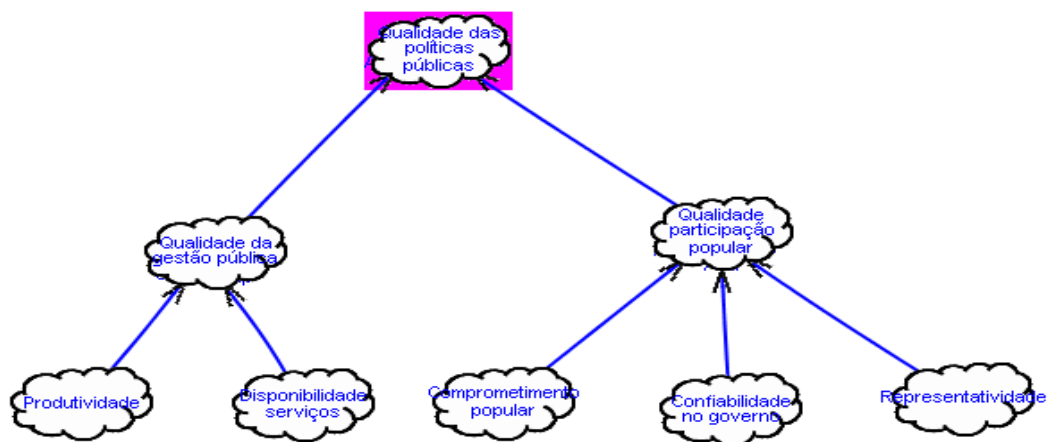 Qualidade das
políticas
públicas
Qualidade da
gestão pública
Qualidade
participação
popular
Produtividade
Disponibilidade
serviços
Comprometimento
popular
Confiabilidade
no governo
Representatividade